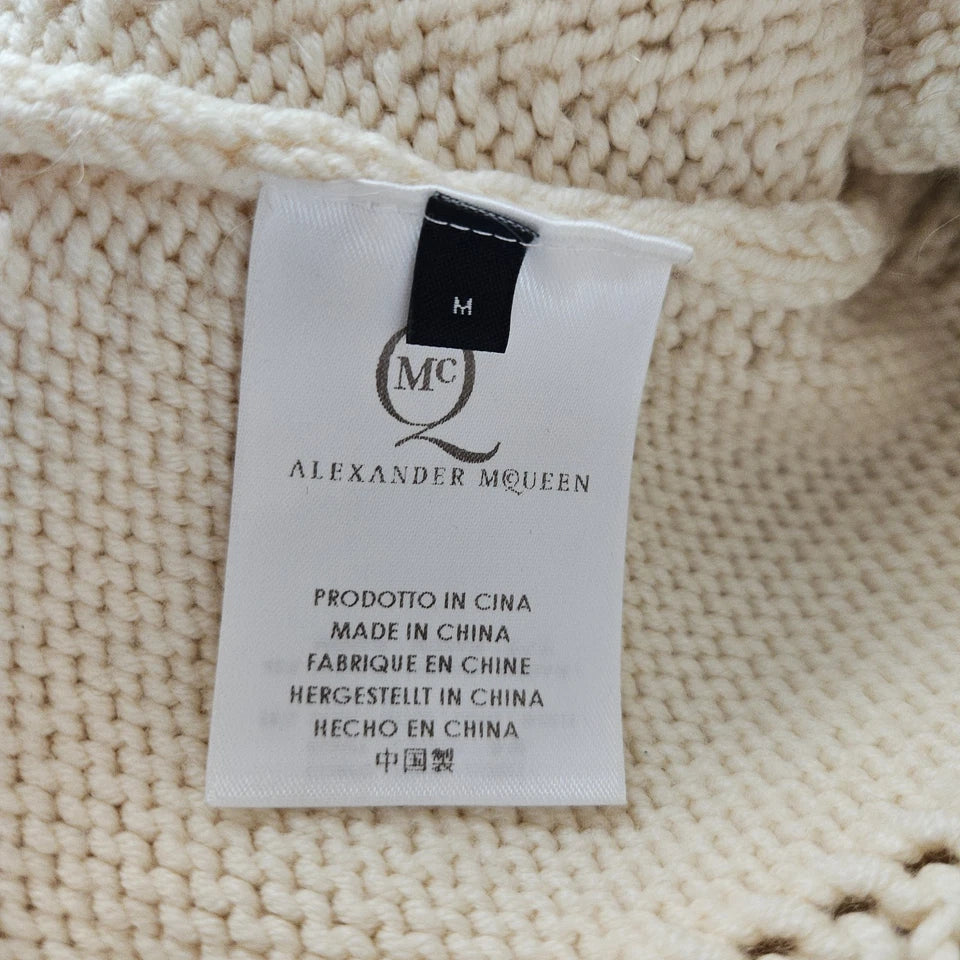 M
McQ
ALEXANDER MCQUEEN
PRODOTTO IN CINA
MADE IN CHINA
FABRIQUE EN CHINE
HERGESTELLT IN CHINA
HECHO EN CHINA
中国製